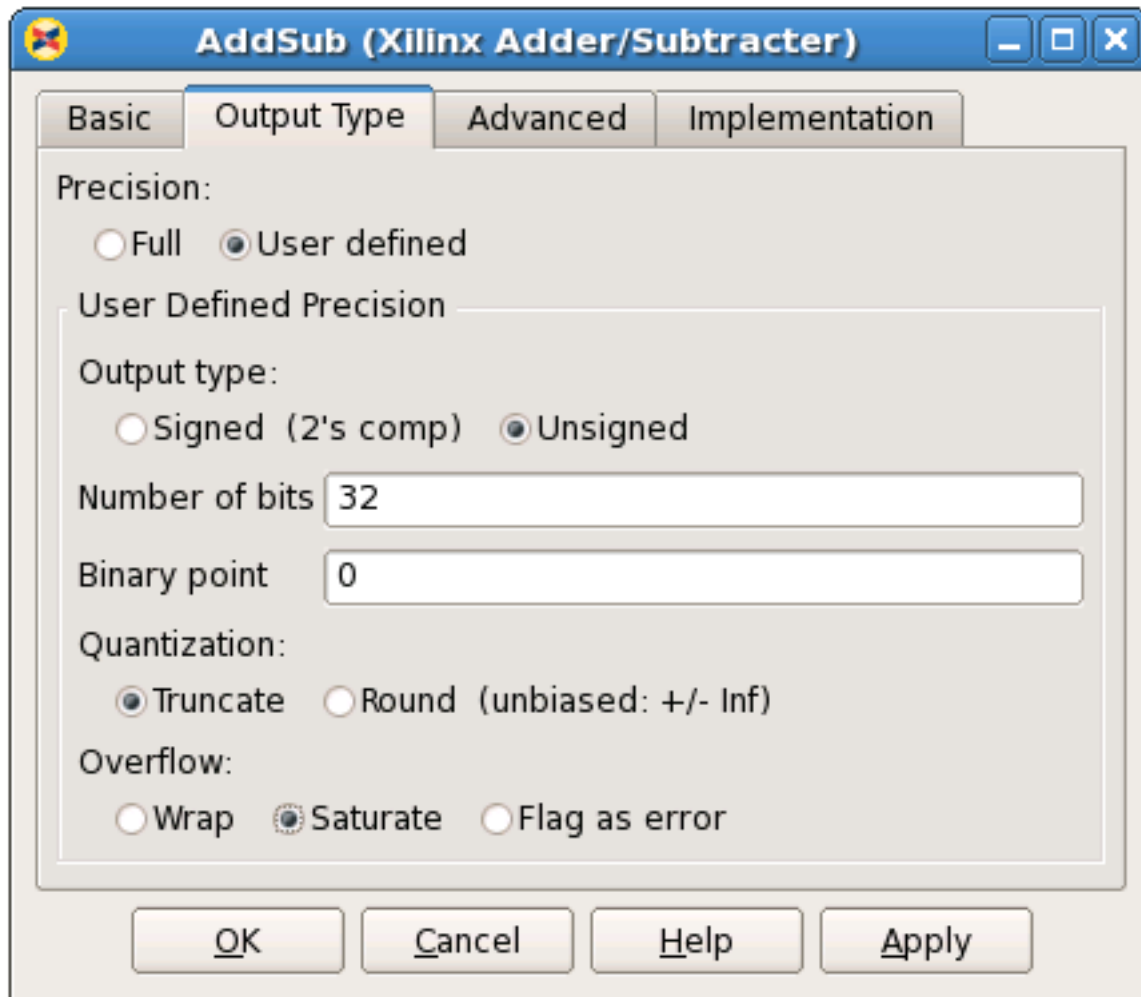 AddSub (Xilinx Adder/Subtracter)
Basic Output Type Advanced Implementation
Precision:
Full User defined
User Defined Precision
Output type:
Signed (2's comp) Unsigned
Number of bits 32
Binary point 0
Quantization:
Truncate Round (unbiased: +/- Inf)
Overflow:
Wrap Saturate Flag as error
OK Cancel Help Apply